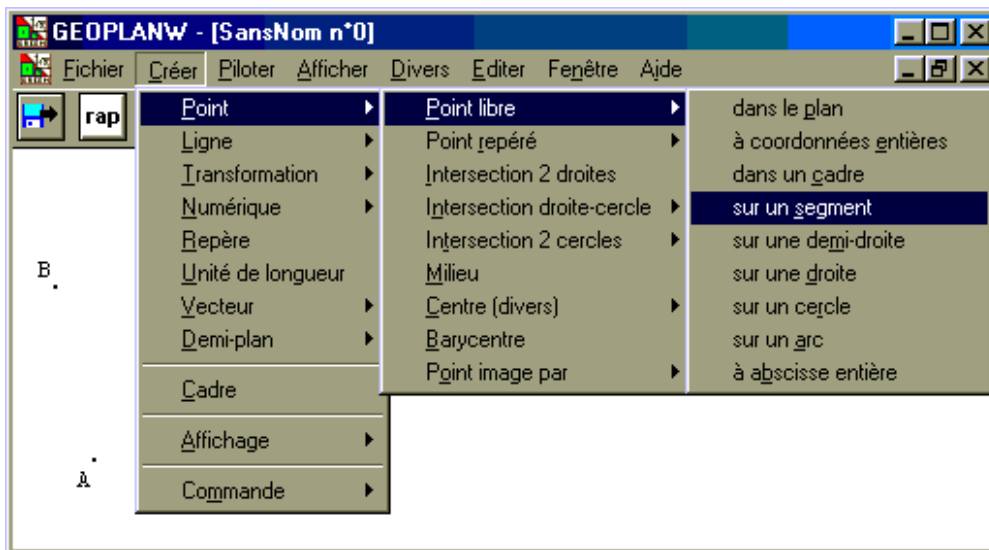 GEOPLANW - [SansNom n°0]
Fichier Créer Piloter Afficher Divers Editer Fenêtre Ajde
rap
Point
Ligne
Transformation
Numérique
Repère
Unité de longueur
Vecteur
Demi-plan
Cadre
Affichage
Commande
Point libre
Point repéré
Intersection 2 droites
Intersection droite-cercle
Intersection 2 cercles
Milieu
Centre (divers)
Barycentre
Point image par
dans le plan
à coordonnées entières
dans un cadre
sur un segment
sur une demi-droite
sur une droite
sur un cercle
sur un arc
à abscisse entière
B
A